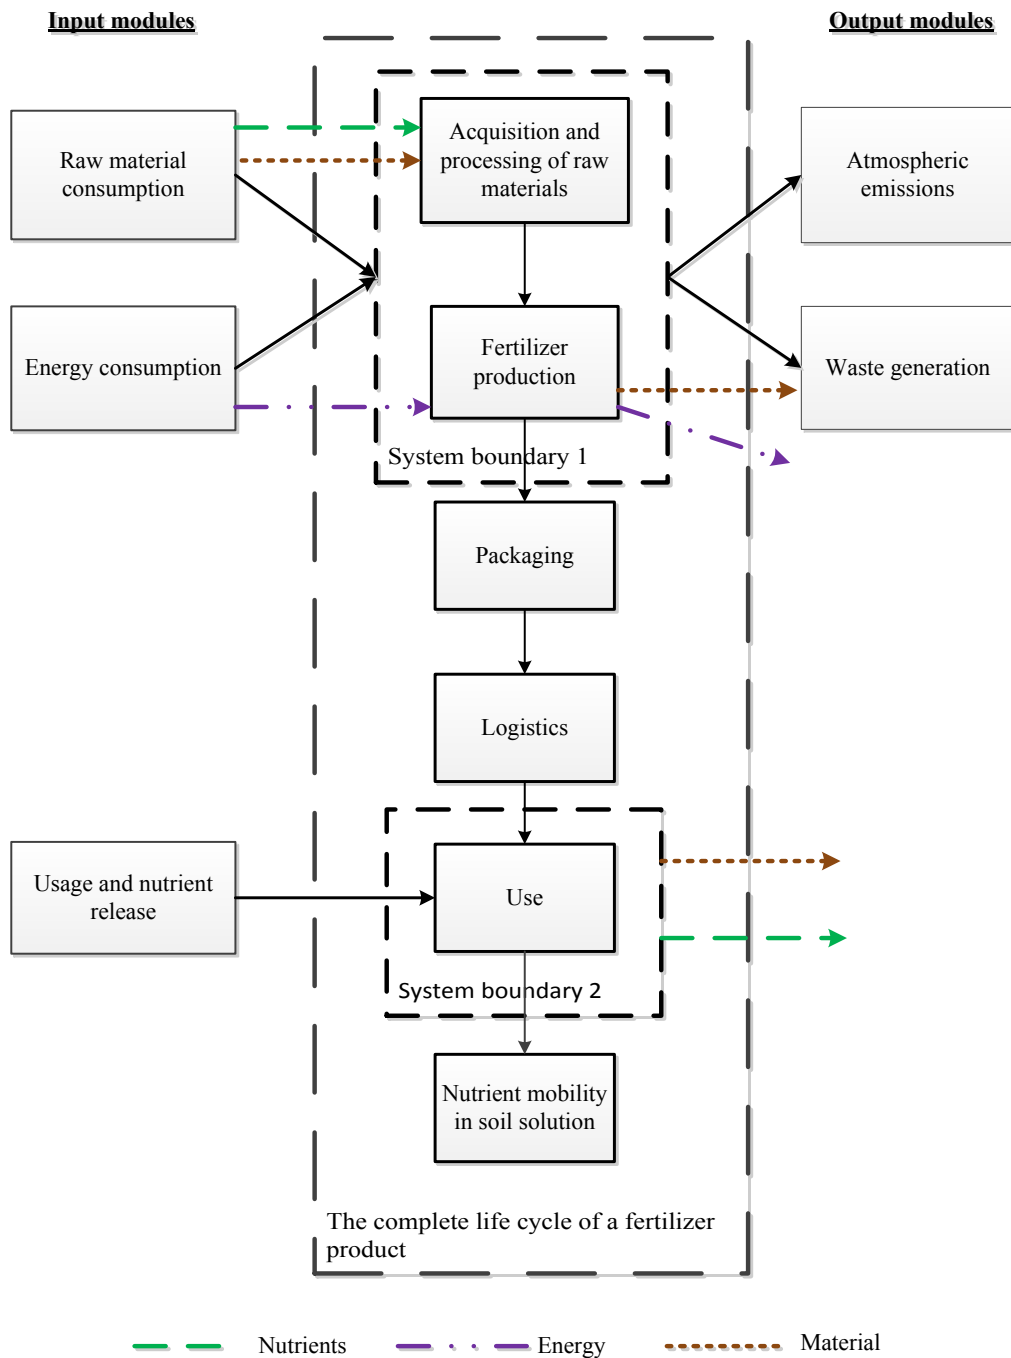 Input modules
Output modules
Raw material
consumption
Acquisition and
processing of raw
materials
Atmospheric
emissions
Energy consumption
Fertilizer
production
Waste generation
System boundary 1
Packaging
Logistics
Usage and nutrient
release
Use
System boundary 2
Nutrient mobility
in soil solution
The complete life cycle of a fertilizer
product
Nutrients
Energy
Material